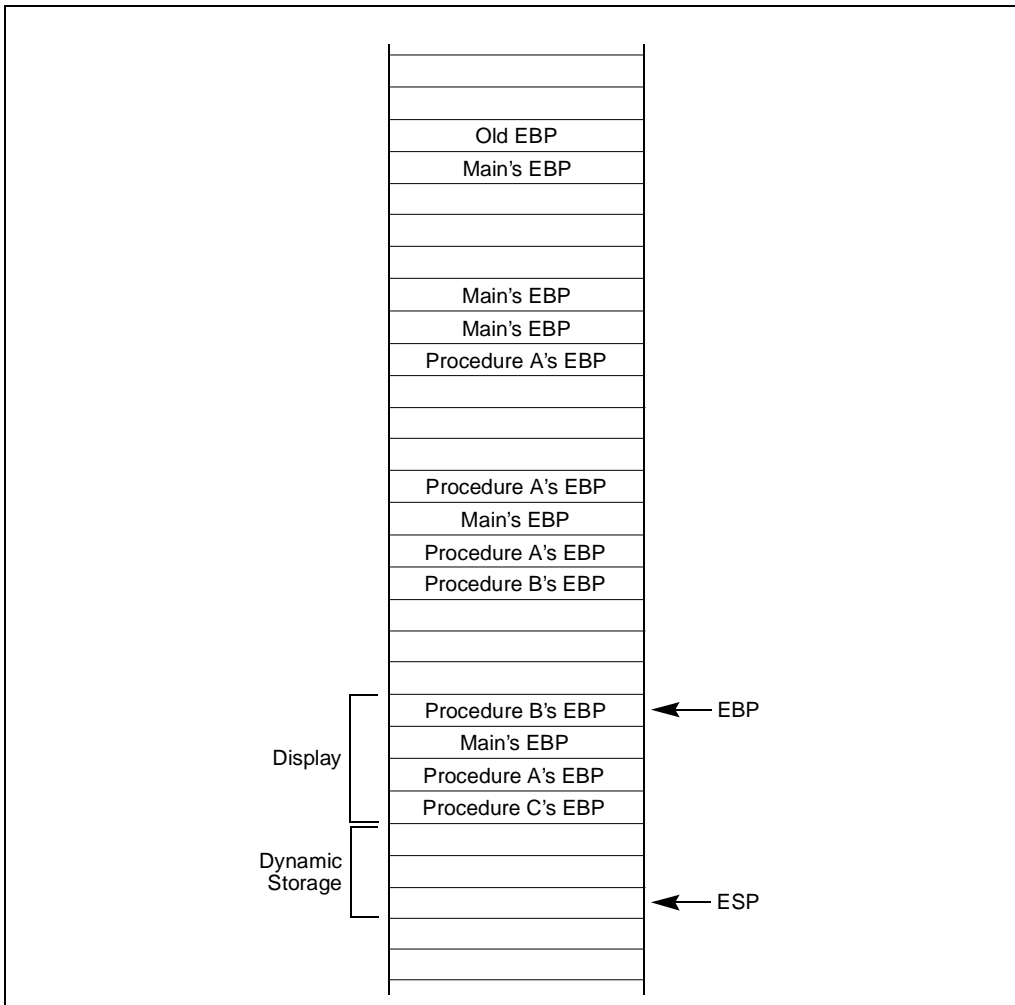 Old EBP
Main's EBP
Main's EBP
Main's EBP
Procedure A's EBP
Procedure A's EBP
Main's EBP
Procedure A's EBP
Procedure B's EBP
Procedure B's EBP
EBP
Main's EBP
Display
Procedure A's EBP
Procedure C's EBP
Dynamic
Storage
ESP